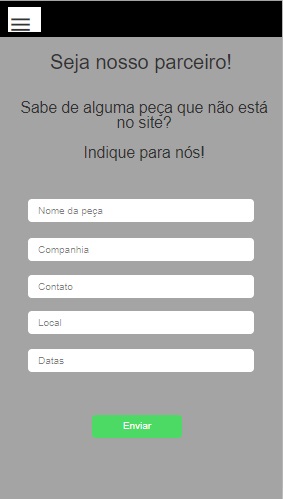 Seja nosso parceiro!
Sabe de alguma peça que não está
no site?
Indique para nós!
Nome da peça
Companhia
Contato
Local
Datas
Enviar